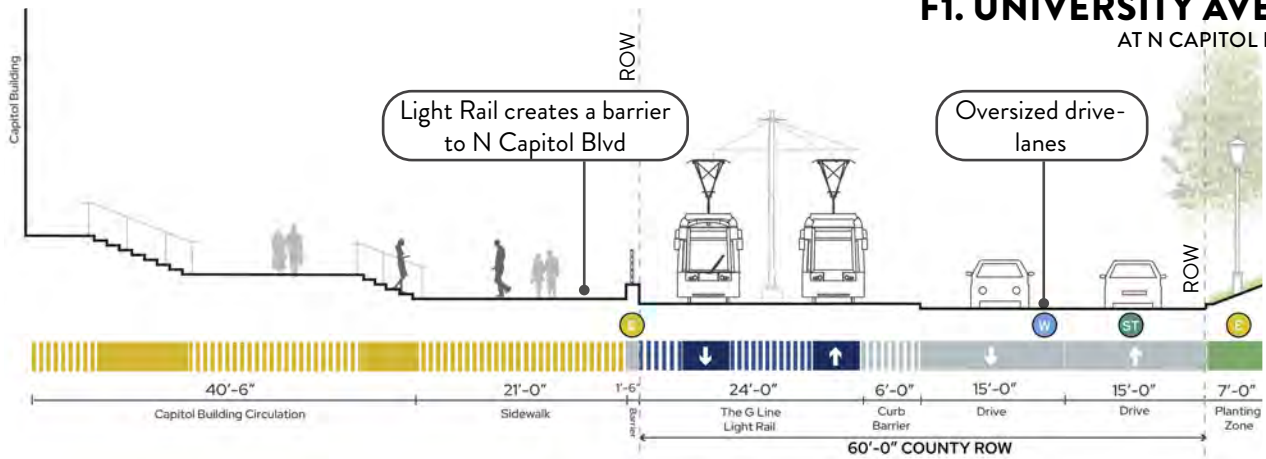 F1. UNIVERSITY AVE
AT N CAPITOL
Capitol Building
ROW
Light Rail creates a barrier
to N Capitol Blvd
Oversized drive-
lanes
ROW
E
W
ST
E
40'-6"
21'-0"
1'-6"
24'-0"
6'-0"
15'-0"
15'-0"
7'-0"
Capitol Building Circulation
Sidewalk
Barrier
The G Line
Light Rail
Curb
Barrier
Drive
Drive
Planting
Zone
60'-0" COUNTY ROW